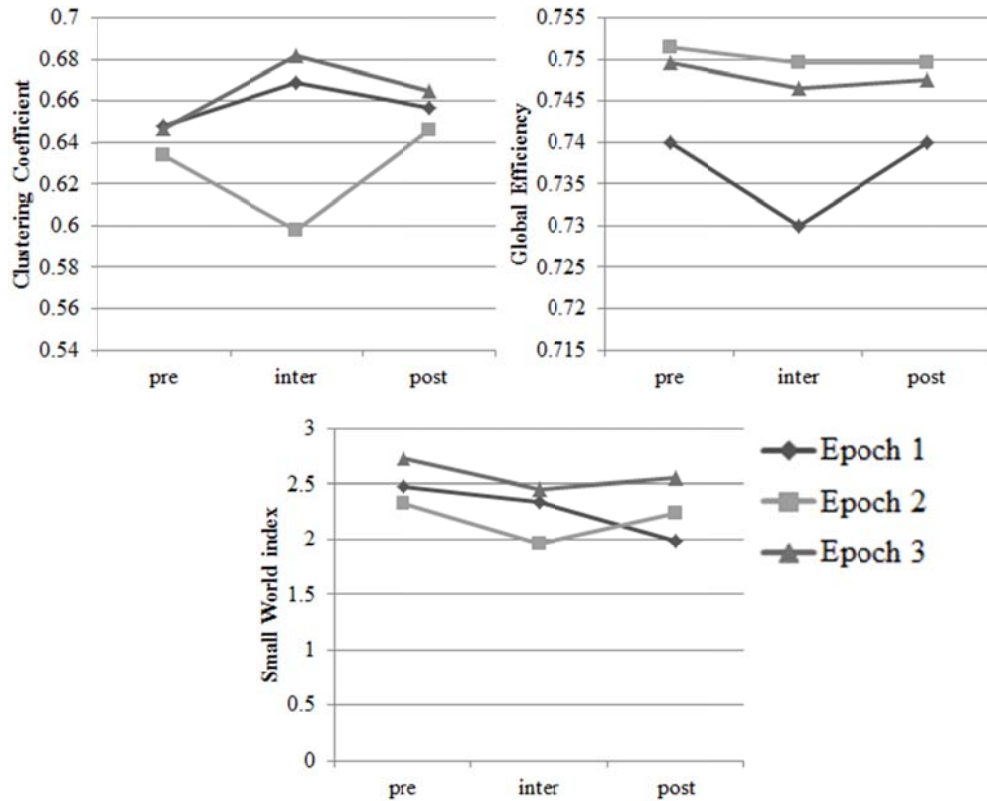 0.7
0.68
0.66
0.64
0.62
0.6
0.58
0.56
0.54
Clustering Coefficient
pre inter post
0.755
0.75
0.745
0.74
0.735
0.73
0.725
0.72
0.715
Global Efficiency
pre inter post
3
2.5
2
1.5
1
0.5
0
Small World index
pre inter post
Epoch 1
Epoch 2
Epoch 3